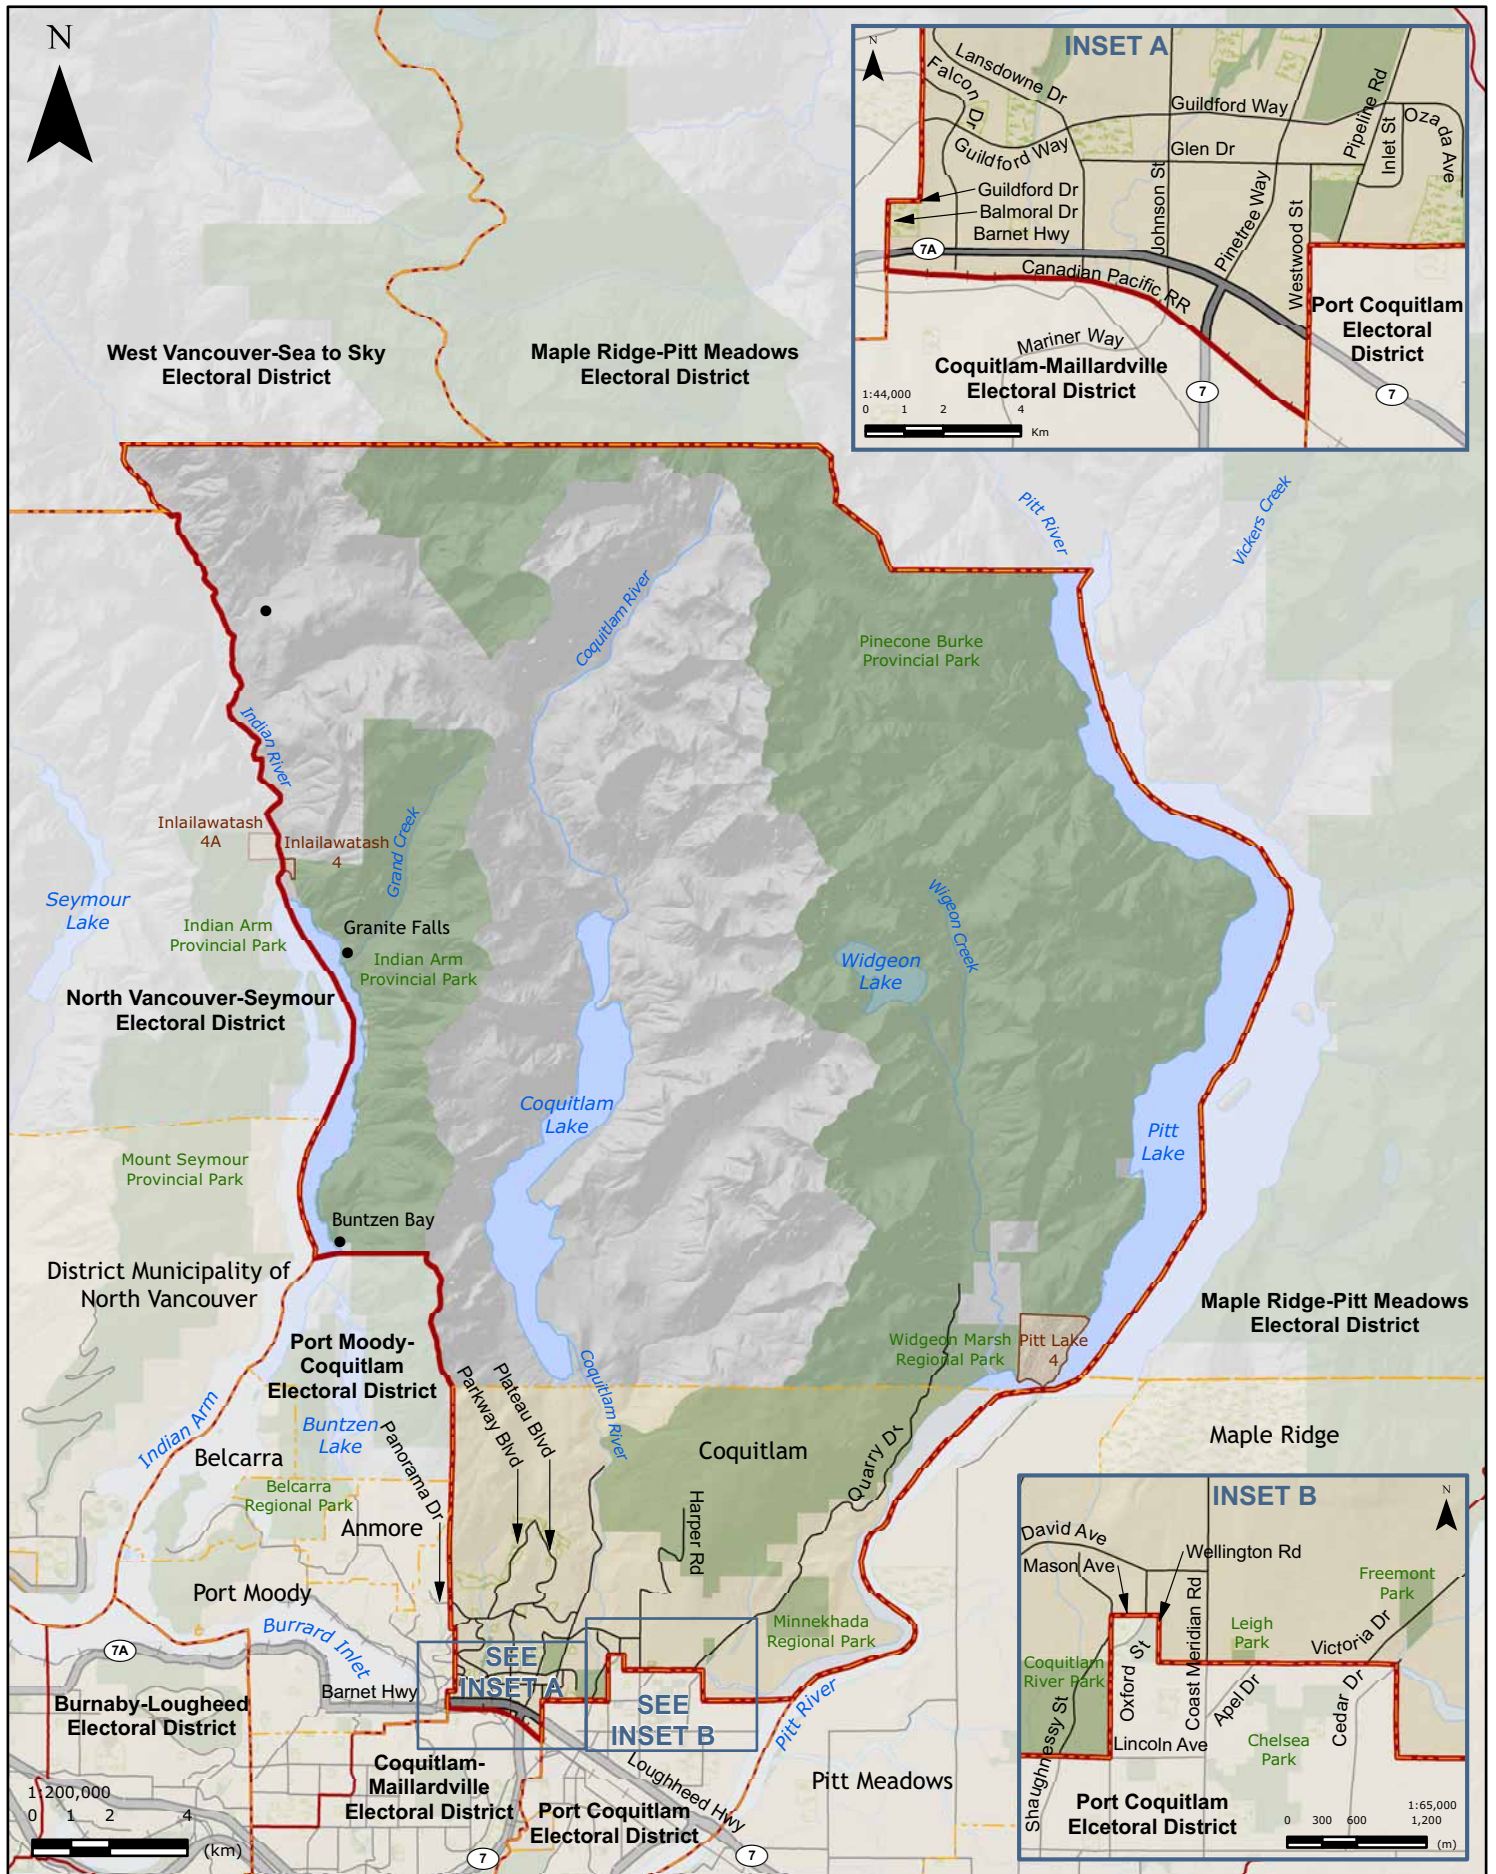 N
West Vancouver-Sea to Sky
Electoral District
Maple Ridge-Pitt Meadows
Electoral District
INSET A
N
Lansdowne Dr
Falcon Dr
Guildford Way
Guildford Way
Glen Dr
Pipeline Rd
Inlet St
Ozada Ave
Guildford Dr
Balmoral Dr
Barnet Hwy
7A
Johnson St
Pinetree Way
Westwood St
Canadian Pacific RR
Mariner Way
Port Coquitlam
Electoral
District
Coquitlam-Maillardville
Electoral District
7
7
1:44,000
0 1 2 4
Km
Pitt River
Vickers Creek
Coquitlam River
Pinecone Burke
Provincial Park
Indian River
Inlailawatash
4A
Inlailawatash
4
Grand Creek
Seymour
Lake
Indian Arm
Provincial Park
Granite Falls
Indian Arm
Provincial Park
North Vancouver-Seymour
Electoral District
Widgeon
Lake
Wigeon Creek
Coquitlam
Lake
Pitt
Lake
Mount Seymour
Provincial Park
Buntzen Bay
District Municipality of
North Vancouver
Port Moody-
Coquitlam
Electoral District
Maple Ridge-Pitt Meadows
Electoral District
Widgeon Marsh
Regional Park
Pitt Lake
4
Coquitlam River
Plateau Blvd
Parkway Blvd
Panorama Dr
Indian Arm
Buntzen
Lake
Belcarra
Belcarra
Regional Park
Anmore
Port Moody
Coquitlam
Quarry Dr
Harper Rd
Maple Ridge
Minnekhada
Regional Park
Burrard Inlet
7A
Barnet Hwy
SEE
INSET A
SEE
INSET B
Burnaby-Lougheed
Electoral District
Coquitlam-
Maillardville
Electoral District
Port Coquitlam
Electoral District
Loughheed Hwy
Pitt River
Pitt Meadows
7
7
1:200,000
0 1 2 4
(km)
INSET B
N
David Ave
Mason Ave
Wellington Rd
Freemont
Park
Leigh
Park
Victoria Dr
Coquitlam
River Park
Oxford St
Coast Meridian Rd
Apel Dr
Cedar Dr
Shaughnessy St
Lincoln Ave
Chelsea
Park
Port Coquitlam
Elcetoral District
1:65,000
0 300 600 1,200
(m)